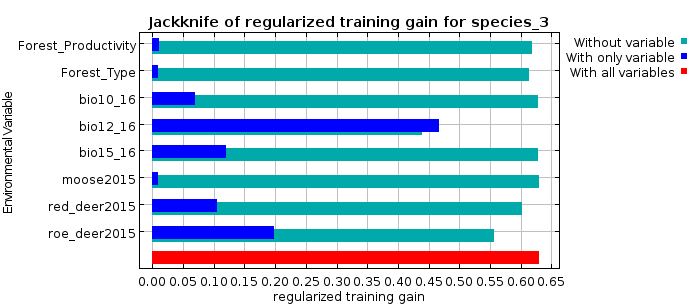 Jackknife of regularized training gain for species_3
Without variable
With only variable
With all variables
Environmental Variable
Forest_Productivity
Forest_Type
bio10_16
bio12_16
bio15_16
moose2015
red_deer2015
roe_deer2015
0.00 0.05 0.10 0.15 0.20 0.25 0.30 0.35 0.40 0.45 0.50 0.55 0.60 0.65
regularized training gain